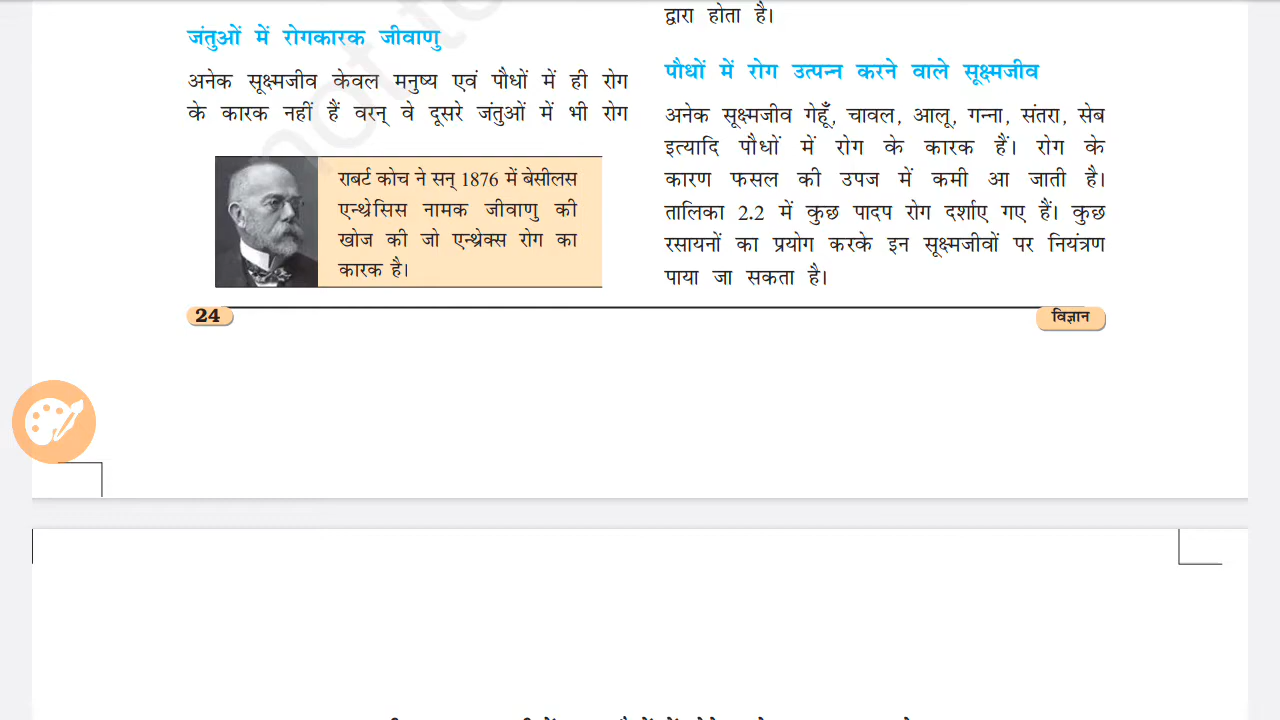 जंतुओं में रोगकारक जीवाणु
अनेक सूक्ष्मजीव केवल मनुष्य एवं पौधों में ही रोग
के कारक नहीं हैं वरन् वे दूसरे जंतुओं में भी रोग
राबर्ट कोच ने सन् 1876 में बेसीलस
एन्थ्रेसिस नामक जीवाणु की
खोज की जो एन्थ्रेक्स रोग का
कारक है।
द्वारा होता है।
पौधों में रोग उत्पन्न करने वाले सूक्ष्मजीव
अनेक सूक्ष्मजीव गेहूँ, चावल, आलू, गन्ना, संतरा, सेब
इत्यादि पौधों में रोग के कारक हैं। रोग के
कारण फसल की उपज में कमी आ जाती है।
तालिका 2.2 में कुछ पादप रोग दर्शाए गए हैं। कुछ
रसायनों का प्रयोग करके इन सूक्ष्मजीवों पर नियंत्रण
पाया जा सकता है।
24
विज्ञान
not